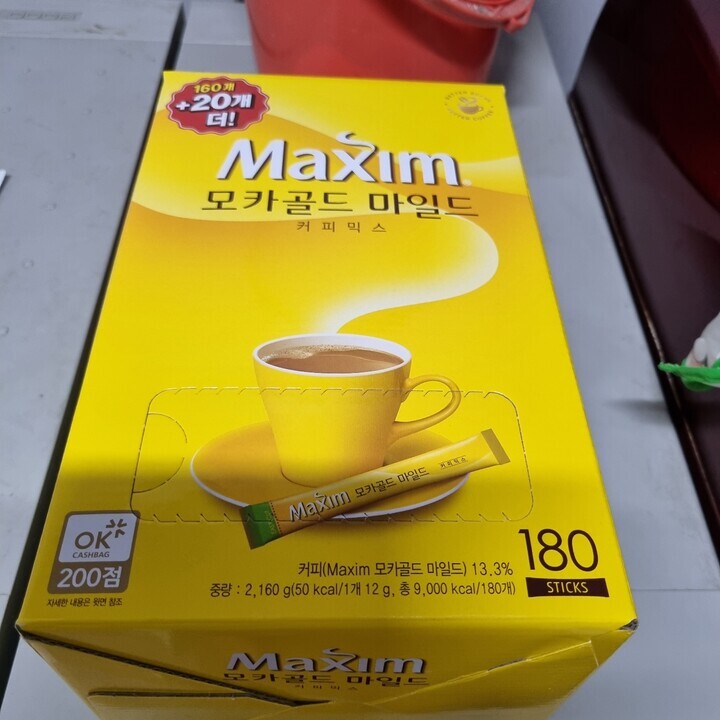 160개
+20개
더!
Maxim
모카골드 마일드
커피믹스
커피믹스
Maxim 모카골드 마일드
OK
CASHBAG
200점
자세한 내용은 뒷면 참조
커피(Maxim 모카골드 마일드) 13.3%
중량 : 2,160 g(50 kcal/1개 12 g, 총 9,000 kcal/180개)
180
STICKS
Maxim
모카골드 마일드
커피믹스